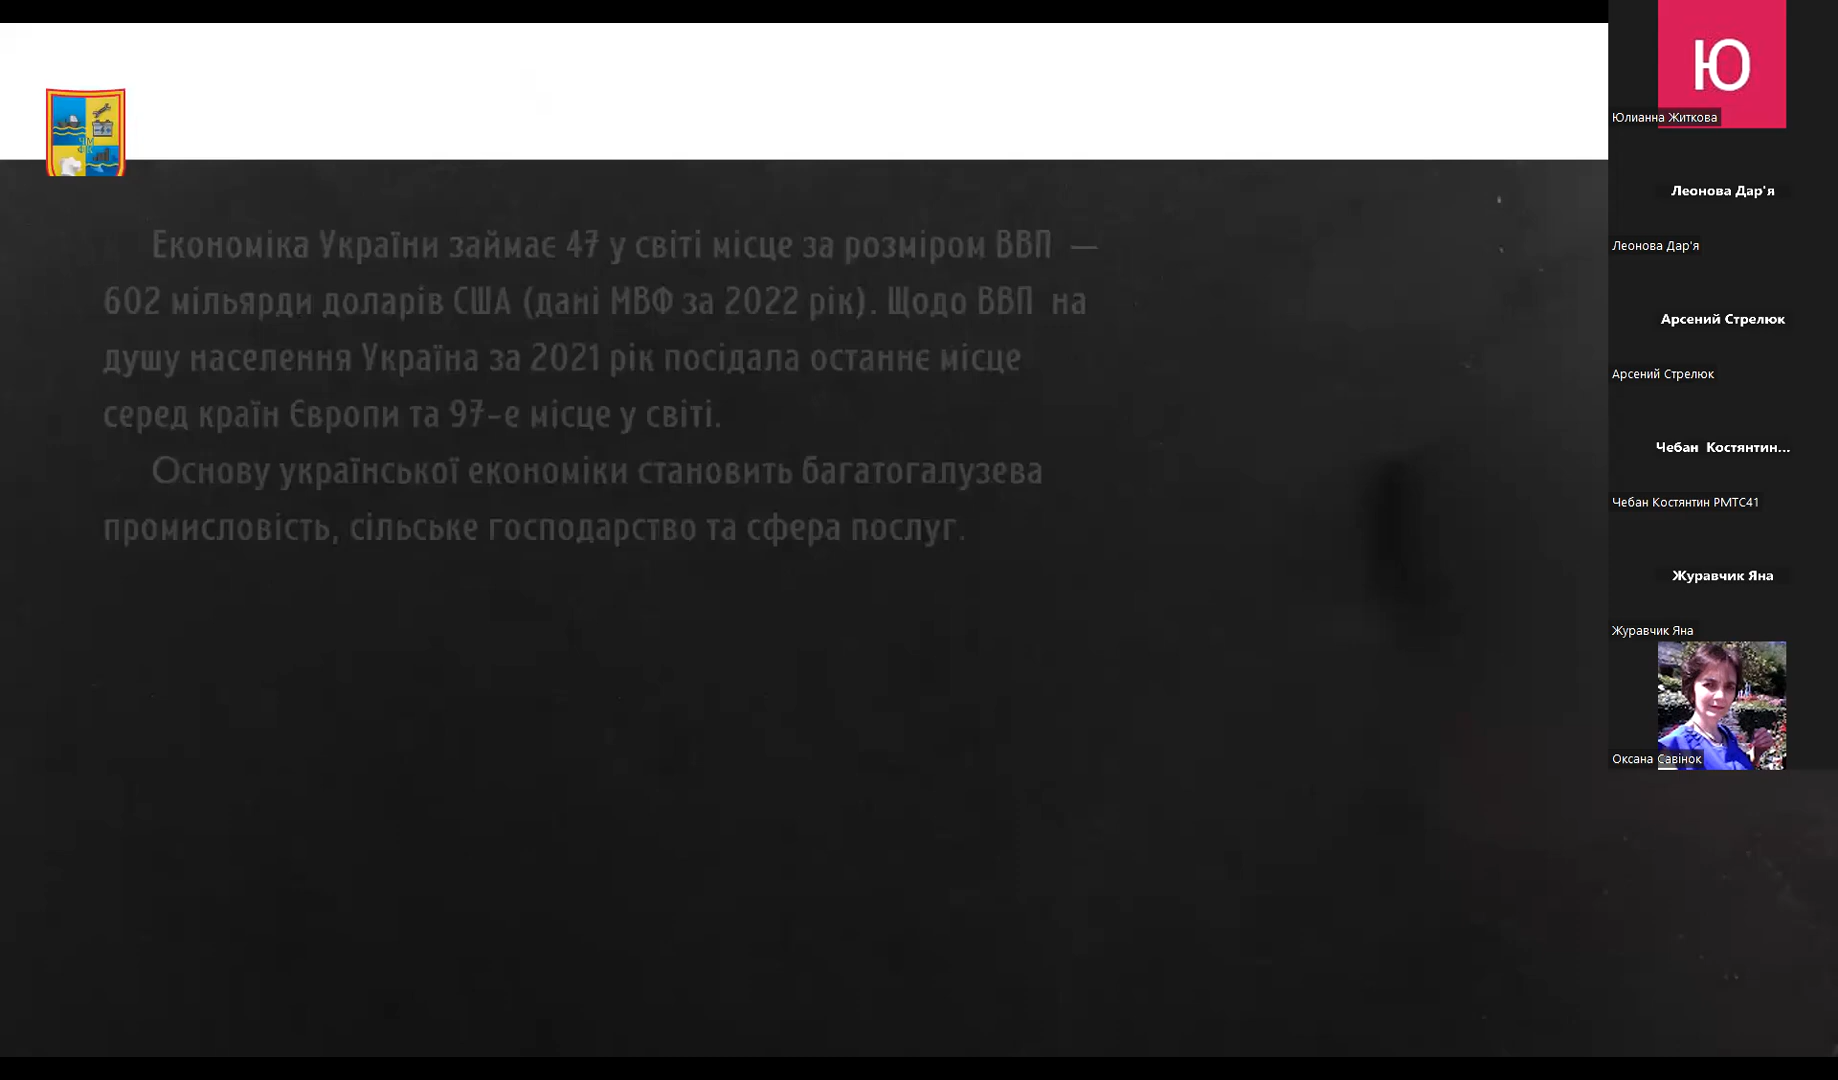 Економіка України займає 47 у світі місце за розміром ВВП —
602 мільярди доларів США (дані МВФ за 2022 рік). Щодо ВВП на
душу населення Україна за 2021 рік посідала останнє місце
серед країн Європи та 97-е місце у світі.
Основу української економіки становить багатогалузева
промисловість, сільське господарство та сфера послуг.
Ю
Юлианна Житкова
Леонова Дар'я
Леонова Дар'я
Арсений Стрелюк
Арсений Стрелюк
Чебан Костянтин...
Чебан Костянтин РМТС41
Журавчик Яна
Журавчик Яна
Оксана Савінок